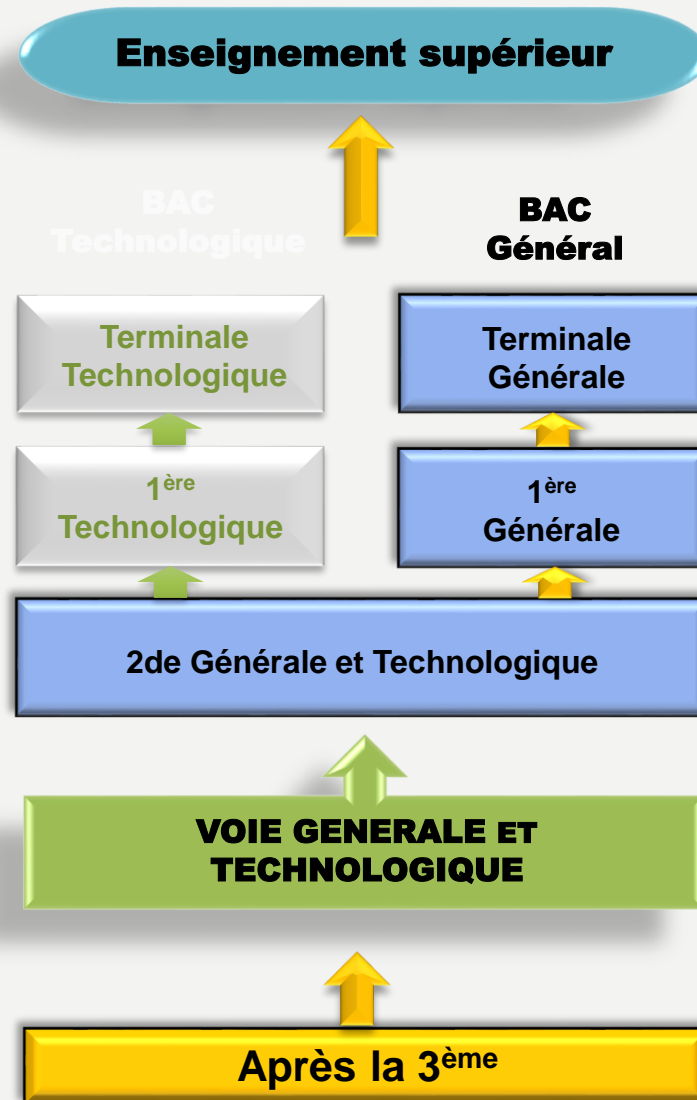 Enseignement supérieur
BAC
Technologique
BAC
Général
Terminale
Technologique
Terminale
Générale
1ère
Technologique
1ère
Générale
2de Générale et Technologique
VOIE GENERALE ET
TECHNOLOGIQUE
Après la 3ème